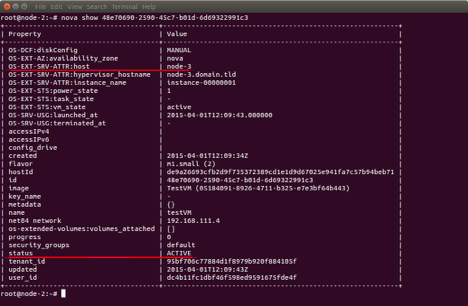 File Edit View Search Terminal Help
root@node-2:~# nova show 48e70690-2590-45c7-b01d-6d69322991c3
+--------------------------------------+----------------------------------------------------------+
| Property | Value |
+--------------------------------------+----------------------------------------------------------+
| OS-DCF:diskConfig | MANUAL |
| OS-EXT-AZ:availability_zone | nova |
| OS-EXT-SRV-ATTR:host | node-3 |
| OS-EXT-SRV-ATTR:hypervisor_hostname | node-3.domain.tld |
| OS-EXT-SRV-ATTR:instance_name | instance-00000001 |
| OS-EXT-STS:power_state | 1 |
| OS-EXT-STS:task_state | - |
| OS-EXT-STS:vm_state | active |
| OS-SRV-USG:launched_at | 2015-04-01T12:09:43.000000 |
| OS-SRV-USG:terminated_at | - |
| accessIPv4 | |
| accessIPv6 | |
| config_drive | |
| created | 2015-04-01T12:09:34Z |
| flavor | m1.small (2) |
| hostId | de9a26693cfb2d9f735372389cd1e1d9d67025e941fa7c57b94beb71 |
| id | 48e70690-2590-45c7-b01d-6d69322991c3 |
| image | TestVM (05184091-8926-4711-b325-e7e3bf64b443) |
| key_name | - |
| metadata | {} |
| name | testVM |
| net04 network | 192.168.111.4 |
| os-extended-volumes:volumes_attached | [] |
| progress | 0 |
| security_groups | default |
| status | ACTIVE |
| tenant_id | 95bf706c77884d1f8979b920f884105f |
| updated | 2015-04-01T12:09:43Z |
| user_id | dc4b11fc1dbf46f598ed9591675fde4f |
+--------------------------------------+----------------------------------------------------------+
root@node-2:~#